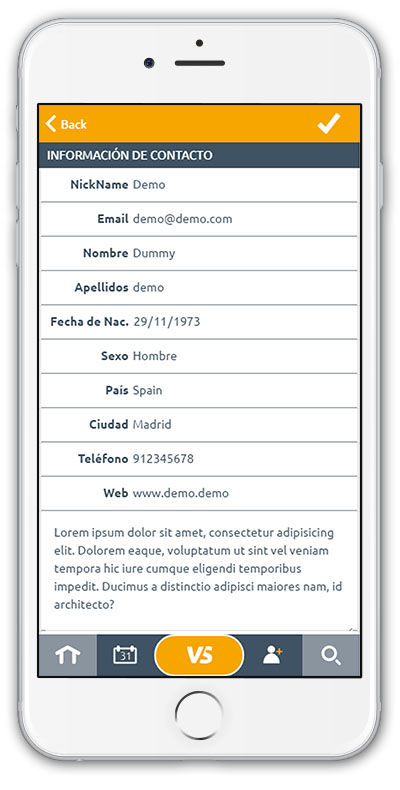 Back
INFORMACIÓN DE CONTACTO
NickName Demo
Email demo@demo.com
Nombre Dummy
Apellidos demo
Fecha de Nac. 29/11/1973
Sexo Hombre
País Spain
Ciudad Madrid
Teléfono 912345678
Web www.demo.demo
Lorem ipsum dolor sit amet, consectetur adipisicing
elit. Dolorem eaque, voluptatum ut sint vel veniam
tempora hic iure cumque eligendi temporibus
impedit. Ducimus a distinctio adipisci maiores nam, id
architecto?
31 VS